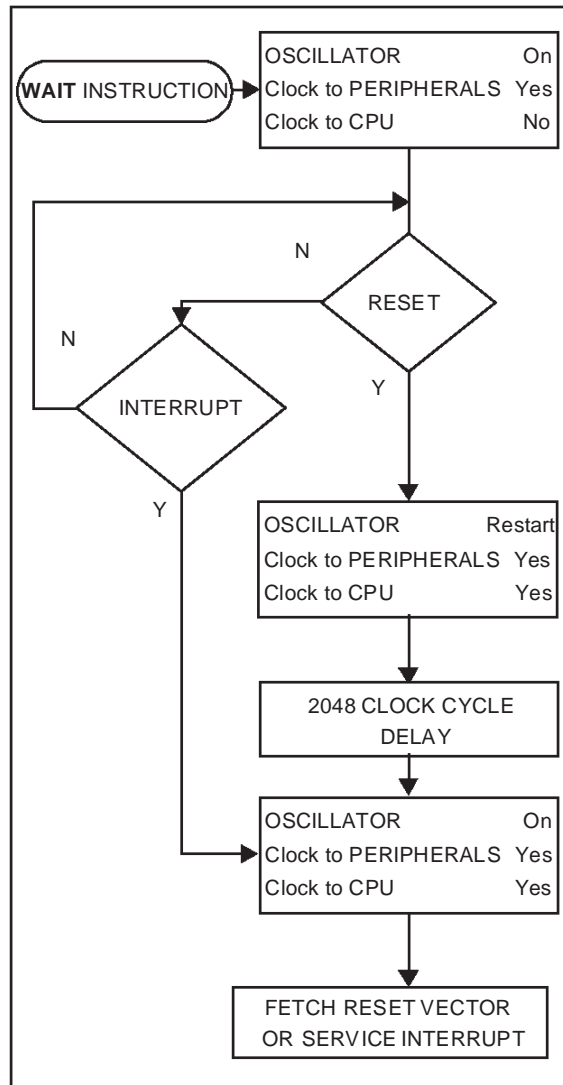 WAIT INSTRUCTION
OSCILLATOR On
Clock to PERIPHERALS Yes
Clock to CPU No
N
RESET
N
INTERRUPT
Y
Y
OSCILLATOR Restart
Clock to PERIPHERALS Yes
Clock to CPU Yes
2048 CLOCK CYCLE
DELAY
OSCILLATOR On
Clock to PERIPHERALS Yes
Clock to CPU Yes
FETCH RESET VECTOR
OR SERVICE INTERRUPT